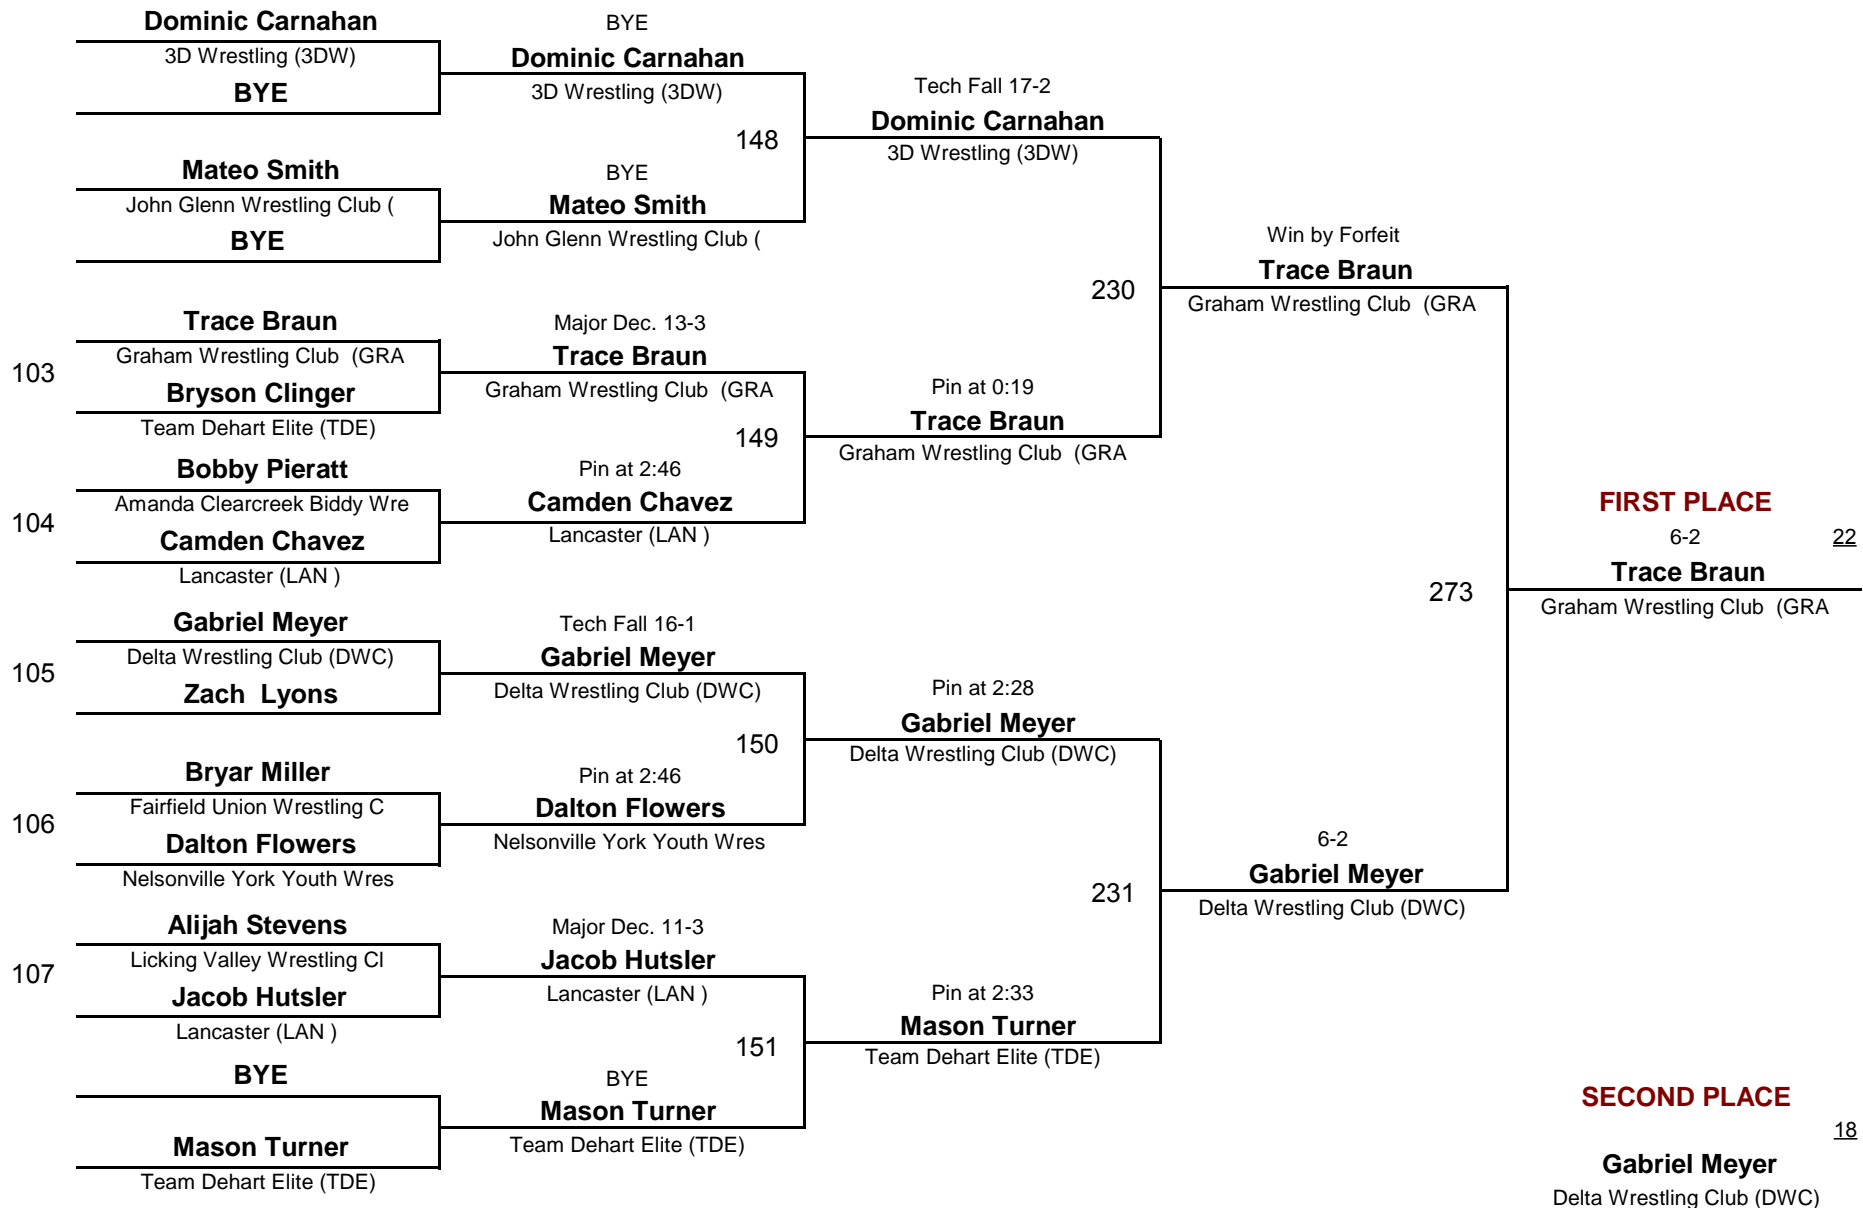 Dominic Carnahan
3D Wrestling (3DW)
BYE
Mateo Smith
John Glenn Wrestling Club (
BYE
103
Trace Braun
Graham Wrestling Club  (GRA
Bryson Clinger
Team Dehart Elite (TDE)
104
Bobby Pieratt
Amanda Clearcreek Biddy Wre
Camden Chavez
Lancaster (LAN )
105
Gabriel Meyer
Delta Wrestling Club (DWC)
Zach  Lyons
106
Bryar Miller
Fairfield Union Wrestling C
Dalton Flowers
Nelsonville York Youth Wres
107
Alijah Stevens
Licking Valley Wrestling Cl
Jacob Hutsler
Lancaster (LAN )
BYE
Mason Turner
Team Dehart Elite (TDE)
BYE
Dominic Carnahan
3D Wrestling (3DW)
148
BYE
Mateo Smith
John Glenn Wrestling Club (
Major Dec. 13-3
Trace Braun
Graham Wrestling Club  (GRA
149
Pin at 2:46
Camden Chavez
Lancaster (LAN )
Tech Fall 16-1
Gabriel Meyer
Delta Wrestling Club (DWC)
150
Pin at 2:46
Dalton Flowers
Nelsonville York Youth Wres
Major Dec. 11-3
Jacob Hutsler
Lancaster (LAN )
151
BYE
Mason Turner
Team Dehart Elite (TDE)
Tech Fall 17-2
Dominic Carnahan
3D Wrestling (3DW)
230
Pin at 0:19
Trace Braun
Graham Wrestling Club  (GRA
Pin at 2:28
Gabriel Meyer
Delta Wrestling Club (DWC)
231
Pin at 2:33
Mason Turner
Team Dehart Elite (TDE)
Win by Forfeit
Trace Braun
Graham Wrestling Club  (GRA
273
6-2
Gabriel Meyer
Delta Wrestling Club (DWC)
FIRST PLACE
6-2 22
Trace Braun
Graham Wrestling Club  (GRA
SECOND PLACE
18
Gabriel Meyer
Delta Wrestling Club (DWC)